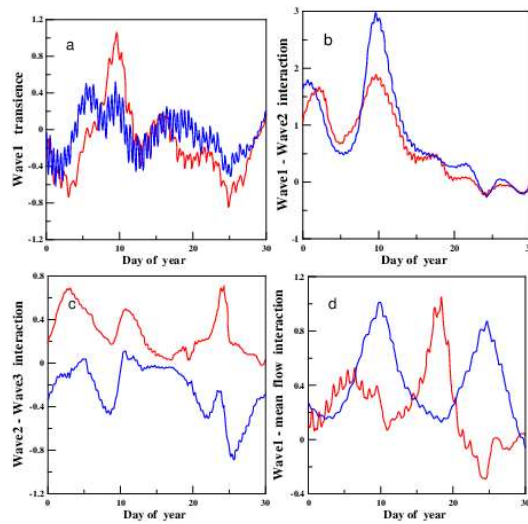 1.2
0.8
0.4
0
-0.4
-0.8
-1.2
Wave1 transience
a
0 10 20 30
Day of year
3
2
1
0
-1
Wave1 - Wave2 interaction
b
0 10 20 30
Day of year
0.8
0.4
0
-0.4
-0.8
-1.2
Wave2 - Wave3 interaction
c
0 10 20 30
Day of year
1.2
0.8
0.4
0
-0.4
Wave1 - mean flow interaction
d
0 10 20 30
Day of year